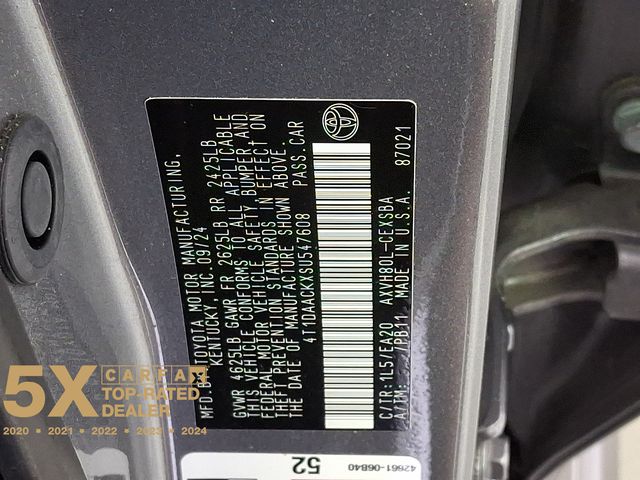 MFD. BY TOYOTA MOTOR MANUFACTURING,
KENTUCKY, INC. 09/24
GVWR 4625LB GAWR FR 2625LB RR 2425LB
THIS VEHICLE CONFORMS TO ALL APPLICABLE
FEDERAL MOTOR VEHICLE SAFETY, BUMPER, AND
THEFT PREVENTION STANDARDS IN EFFECT ON
THE DATE OF MANUFACTURE SHOWN ABOVE.
4T1DAACKXSU547608 PASS.CAR
C/TR:1L5/EA20 AXVH80L-CEXSBA
A/TM: /PB11 MADE IN U.S.A. 87021
52
42661-06840
5X
CARFAX
TOP-RATED
DEALER
2020 • 2021 • 2022 • 2023 • 2024